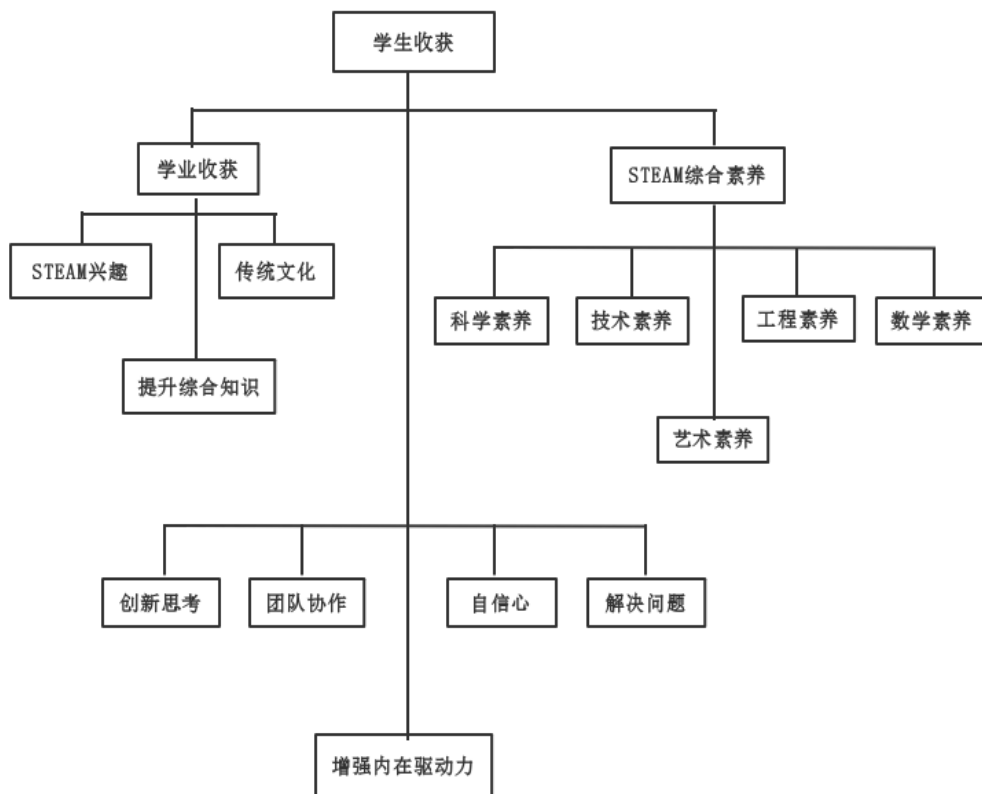 学生收获
学业收获
STEAM综合素养
STEAM兴趣
传统文化
科学素养
技术素养
工程素养
数学素养
提升综合知识
艺术素养
创新思考
团队协作
自信心
解决问题
增强内在驱动力